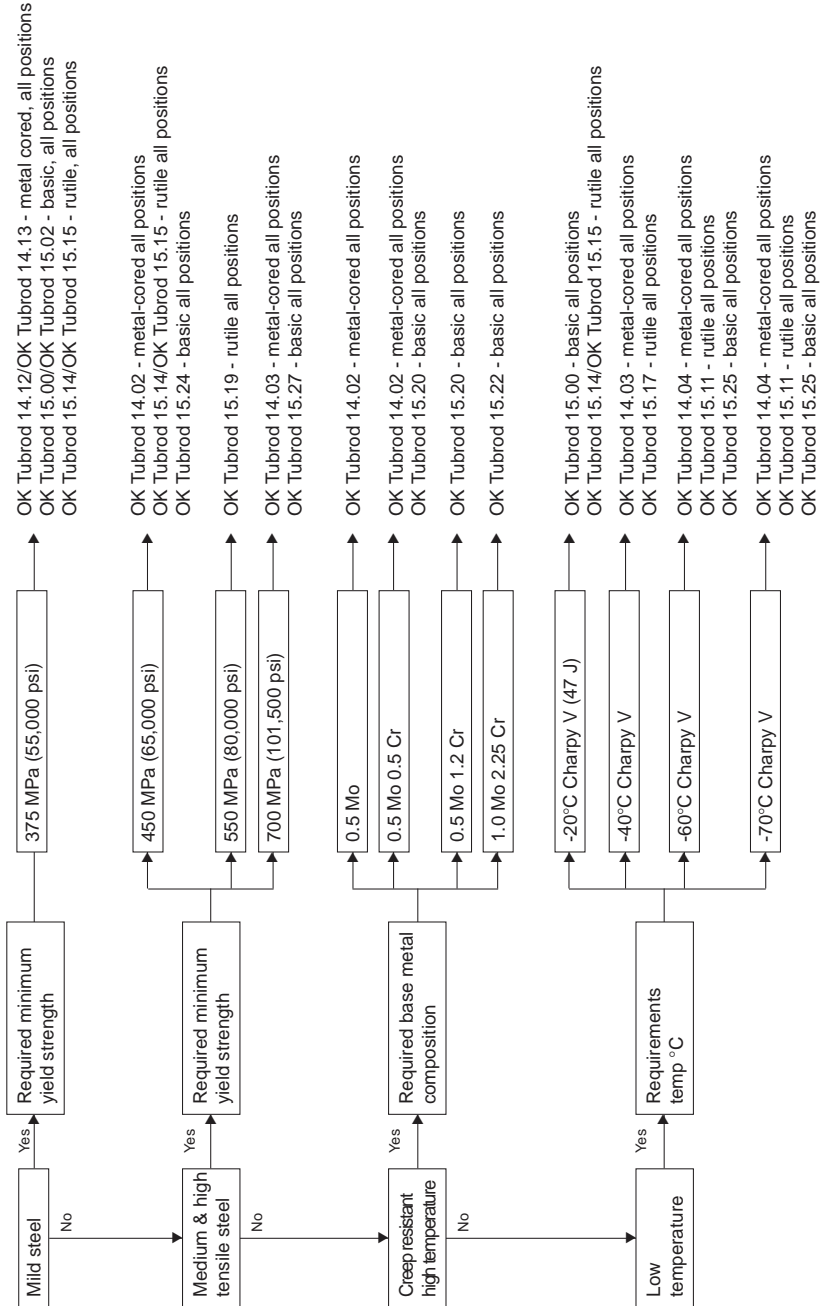 Mild steel
Yes
No
Required minimum
yield strength
375 MPa (55,000 psi)
OK Tubrod 14.12/OK Tubrod 14.13 - metal cored, all positions
OK Tubrod 15.00/OK Tubrod 15.02 - basic, all positions
OK Tubrod 15.14/OK Tubrod 15.15 - rutile, all positions
Medium & high
tensile steel
Yes
No
Required minimum
yield strength
450 MPa (65,000 psi)
OK Tubrod 14.02 - metal-cored all positions
OK Tubrod 15.14/OK Tubrod 15.15 - rutile all positions
OK Tubrod 15.24 - basic all positions
550 MPa (80,000 psi)
OK Tubrod 15.19 - rutile all positions
700 MPa (101,500 psi)
OK Tubrod 14.03 - metal-cored all positions
OK Tubrod 15.27 - basic all positions
Creep resistant
high temperature
Yes
No
Required base metal
composition
0.5 Mo
OK Tubrod 14.02 - metal-cored all positions
0.5 Mo 0.5 Cr
OK Tubrod 14.02 - metal-cored all positions
OK Tubrod 15.20 - basic all positions
0.5 Mo 1.2 Cr
OK Tubrod 15.20 - basic all positions
1.0 Mo 2.25 Cr
OK Tubrod 15.22 - basic all positions
Low
temperature
Yes
Requirements
temp °C
-20°C Charpy V (47 J)
OK Tubrod 15.00 - basic all positions
OK Tubrod 15.14/OK Tubrod 15.15 - rutile all positions
-40°C Charpy V
OK Tubrod 14.03 - metal-cored all positions
OK Tubrod 15.17 - rutile all positions
-60°C Charpy V
OK Tubrod 14.04 - metal-cored all positions
OK Tubrod 15.11 - rutile all positions
OK Tubrod 15.25 - basic all positions
-70°C Charpy V
OK Tubrod 14.04 - metal-cored all positions
OK Tubrod 15.11 - rutile all positions
OK Tubrod 15.25 - basic all positions